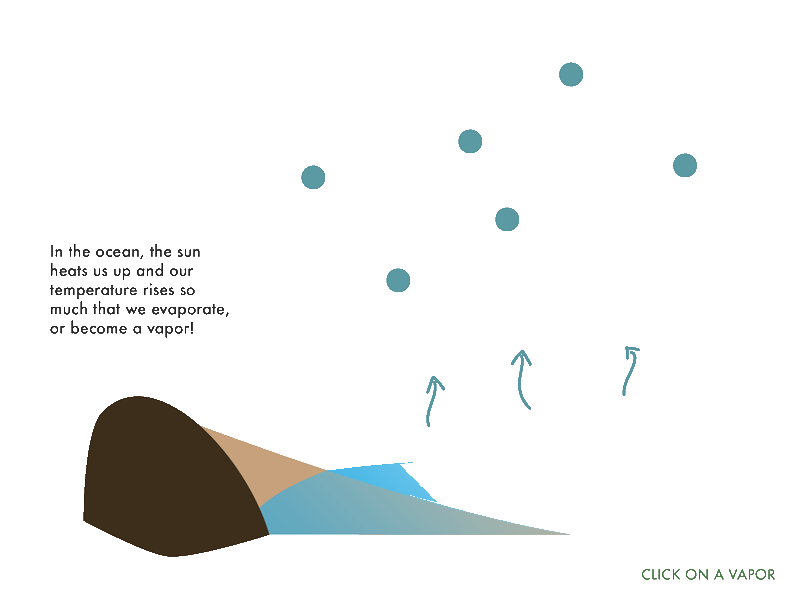 In the ocean, the sun
heats us up and our
temperature rises so
much that we evaporate,
or become a vapor!
CLICK ON A VAPOR